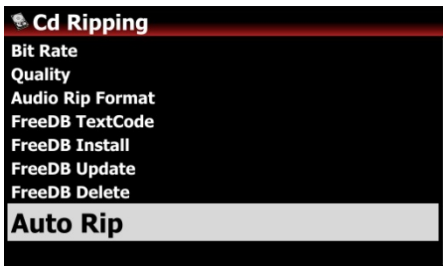 Cd Ripping
Bit Rate
Quality
Audio Rip Format
FreeDB TextCode
FreeDB Install
FreeDB Update
FreeDB Delete
Auto Rip